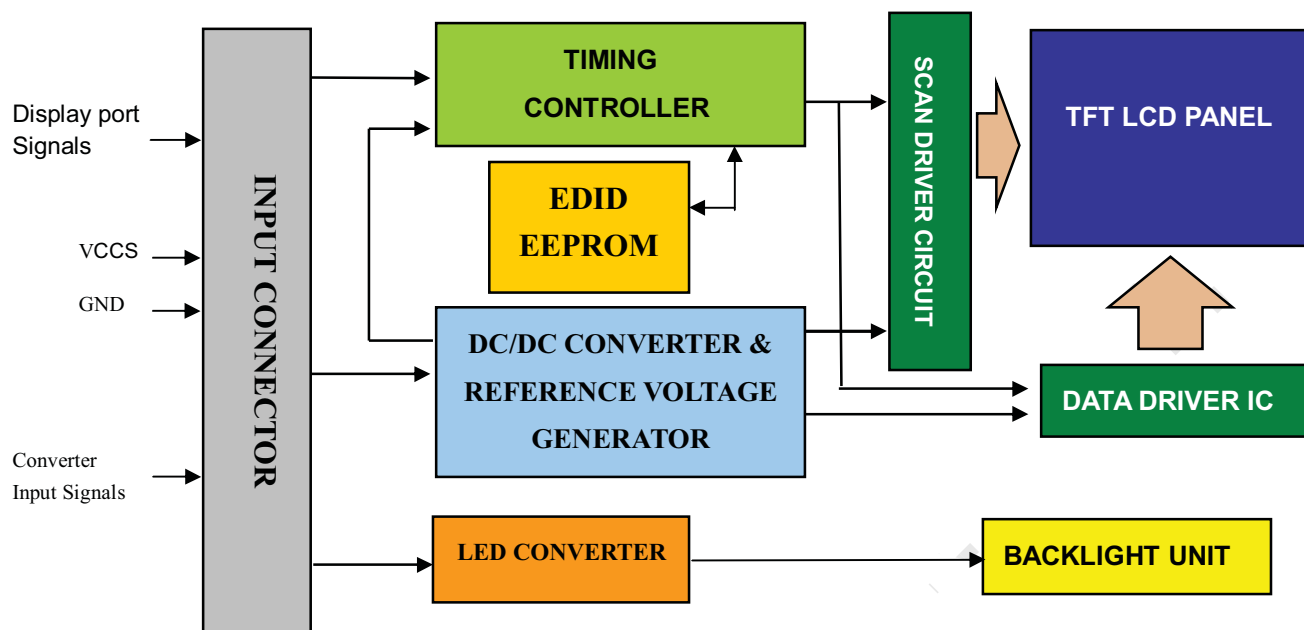 Display port
Signals
VCCS
GND
Converter
Input Signals
INPUT CONNECTOR
TIMING
CONTROLLER
EDID
EEPROM
DC/DC CONVERTER &
REFERENCE VOLTAGE
GENERATOR
LED CONVERTER
SCAN DRIVER CIRCUIT
TFT LCD PANEL
DATA DRIVER IC
BACKLIGHT UNIT